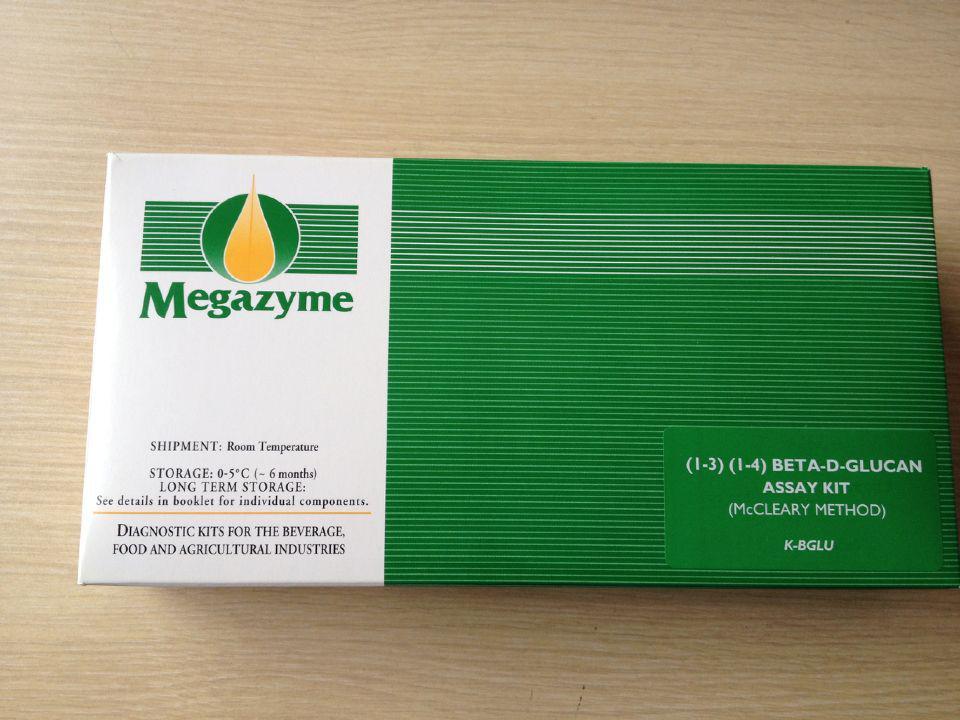 Megazyme
SHIPMENT: Room Temperature
STORAGE: 0-5°C (~ 6 months)
LONG TERM STORAGE:
See details in booklet for individual components.
DIAGNOSTIC KITS FOR THE BEVERAGE,
FOOD AND AGRICULTURAL INDUSTRIES
(1-3) (1-4) BETA-D-GLUCAN
ASSAY KIT
(McCLEARY METHOD)
K-BGLU